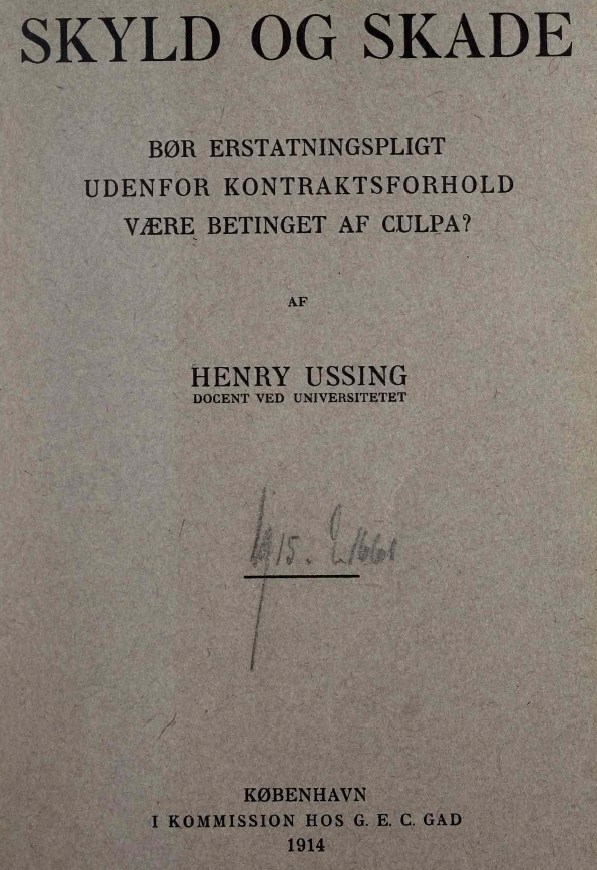 SKYLD OG SKADE
BØR ERSTATNINGSPLIGT
UDENFOR KONTRAKTSFORHOLD
VÆRE BETINGET AF CULPA?
AF
HENRY USSING
DOCENT VED UNIVERSITETET
KØBENHAVN
I KOMMISSION HOS G. E. C. GAD
1914